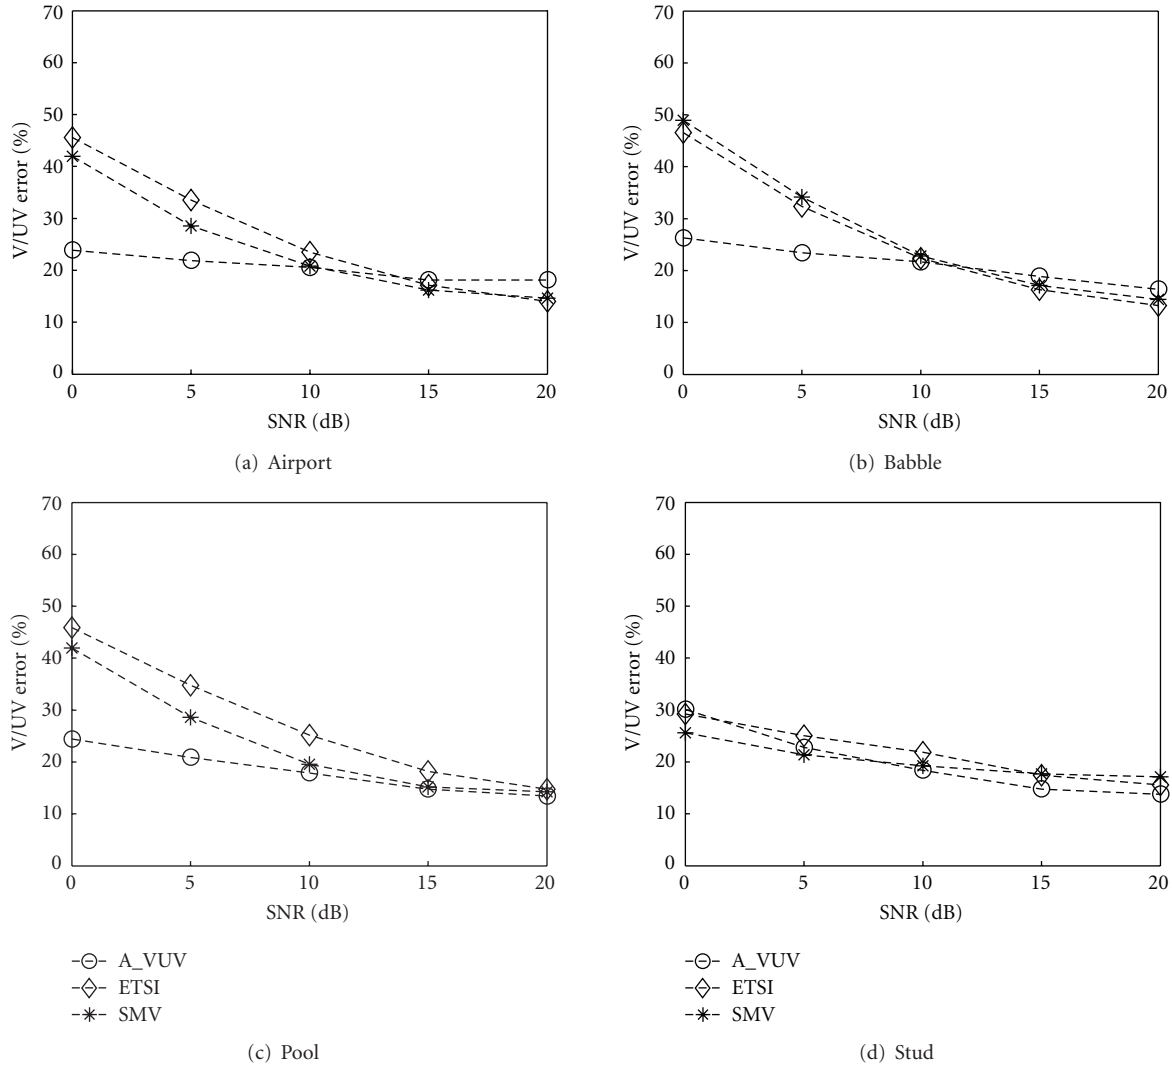 70
60
50
40
30
20
10
0
V/UV error (%)
0 5 10 15 20
SNR (dB)
(a) Airport
70
60
50
40
30
20
10
0
V/UV error (%)
0 5 10 15 20
SNR (dB)
(b) Babble
70
60
50
40
30
20
10
0
V/UV error (%)
0 5 10 15 20
SNR (dB)
A_VUV
ETSI
SMV
(c) Pool
70
60
50
40
30
20
10
0
V/UV error (%)
0 5 10 15 20
SNR (dB)
A_VUV
ETSI
SMV
(d) Stud